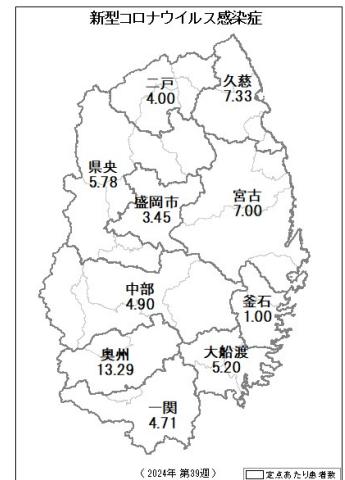 新型コロナウイルス感染症
二戸
4.00
久慈
7.33
県央
5.78
盛岡市
3.45
宮古
7.00
中部
4.90
釜石
1.00
奥州
13.29
大船渡
5.20
一関
4.71
（2024年 第39週）
定点あたり患者数